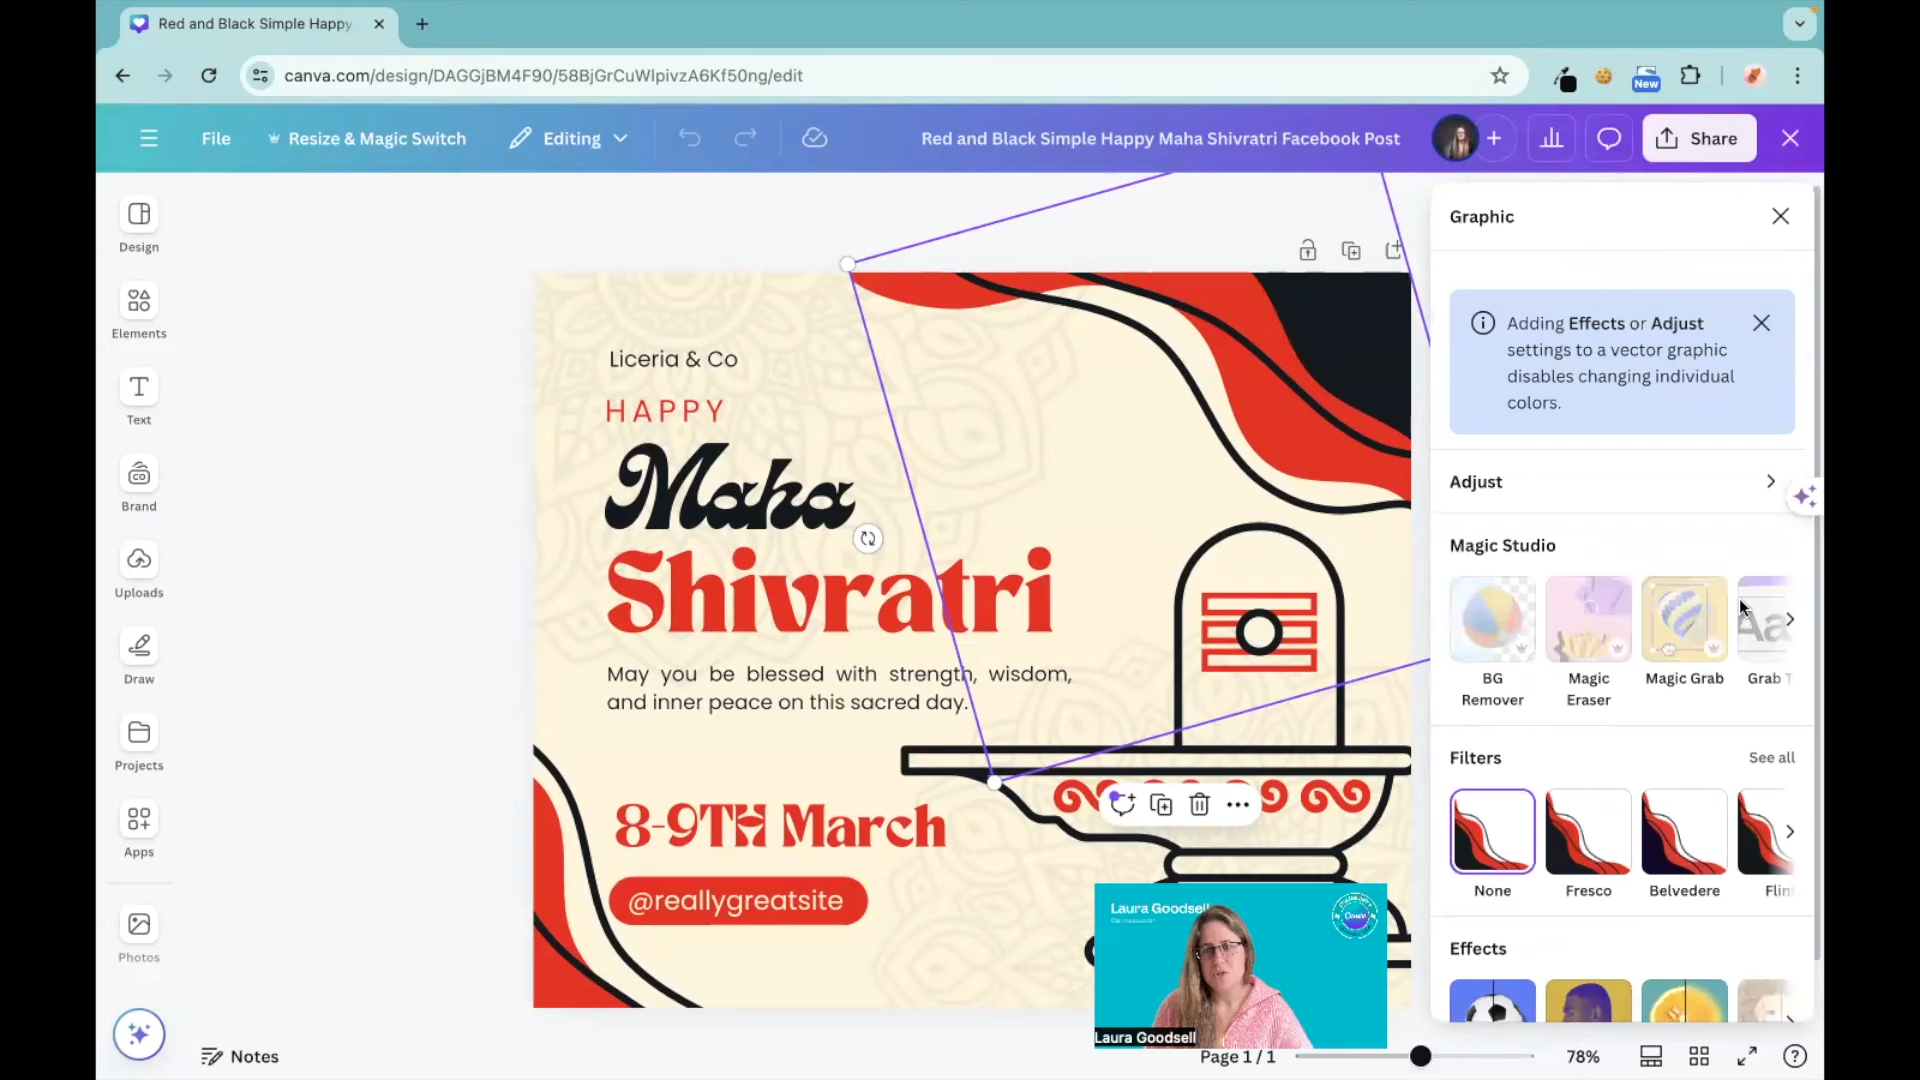 Red and Black Simple Happy
canva.com/design/DAGGjBM4F90/58BjGrCuWlpivzA6Kf50ng/edit
New
File
Resize & Magic Switch
Editing
Red and Black Simple Happy Maha Shivratri Facebook Post
Share
Design
Elements
Text
Brand
Uploads
Draw
Projects
Apps
Photos
Notes
Liceria & Co
HAPPY
Maha
Shivratri
May you be blessed with strength, wisdom,
and inner peace on this sacred day.
8-9TH March
@reallygreatsite
Laura Goodsell
Canva
Laura Goodsell
Graphic
Adding Effects or Adjust
settings to a vector graphic
disables changing individual
colors.
Adjust
Magic Studio
BG
Remover
Magic
Eraser
Magic Grab
Grab T
Filters
See all
None
Fresco
Belvedere
Flin
Effects
Page 1 / 1
78%